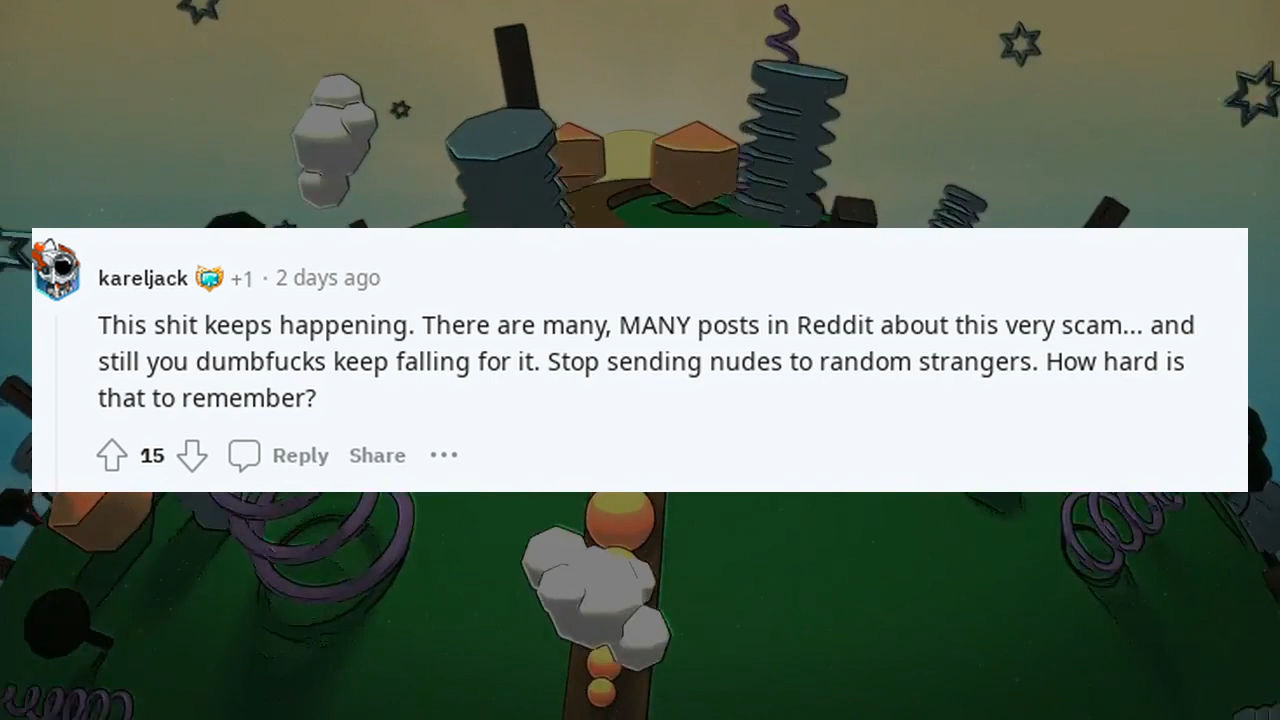 kareljack +1 · 2 days ago
This shit keeps happening. There are many, MANY posts in Reddit about this very scam... and
still you dumbfucks keep falling for it. Stop sending nudes to random strangers. How hard is
that to remember?
15 Reply Share ···